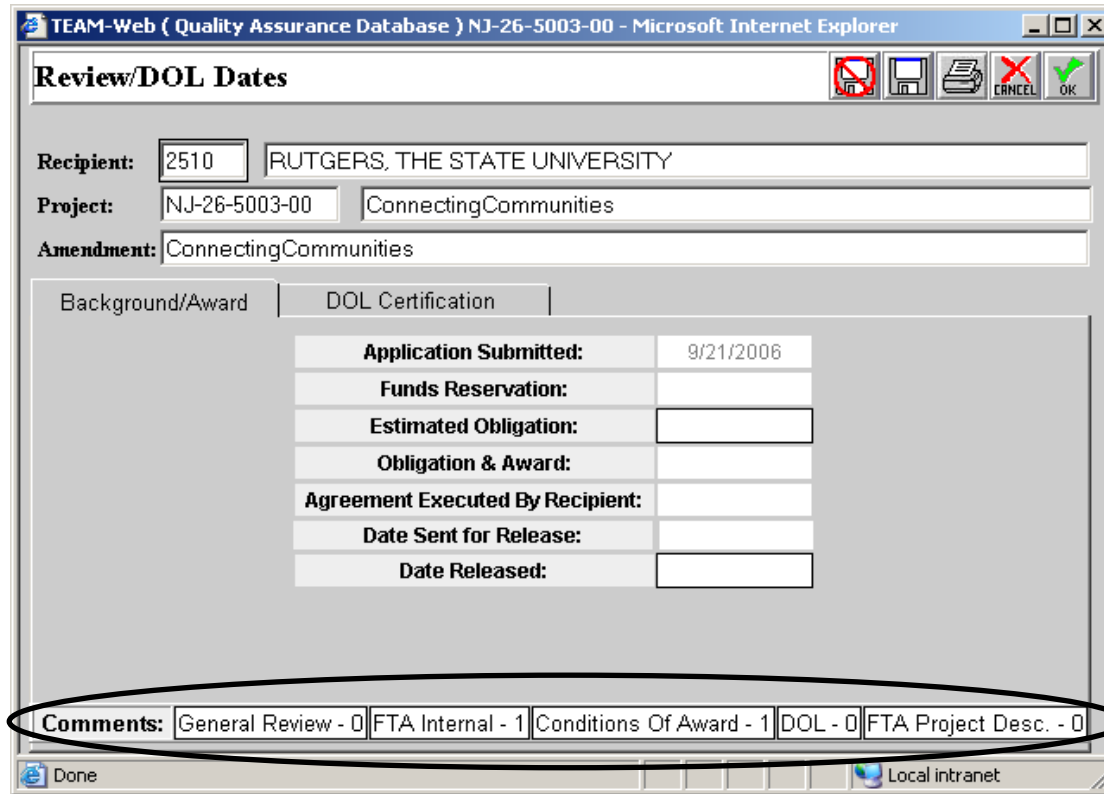 TEAM-Web ( Quality Assurance Database ) NJ-26-5003-00 - Microsoft Internet Explorer
Review/DOL Dates
CANCEL OK
Recipient: 2510 RUTGERS, THE STATE UNIVERSITY
Project: NJ-26-5003-00 ConnectingCommunities
Amendment: ConnectingCommunities
Background/Award DOL Certification
Application Submitted: 9/21/2006
Funds Reservation:
Estimated Obligation:
Obligation & Award:
Agreement Executed By Recipient:
Date Sent for Release:
Date Released:
Comments: General Review - 0 FTA Internal - 1 Conditions Of Award - 1 DOL - 0 FTA Project Desc. - 0
Done Local intranet